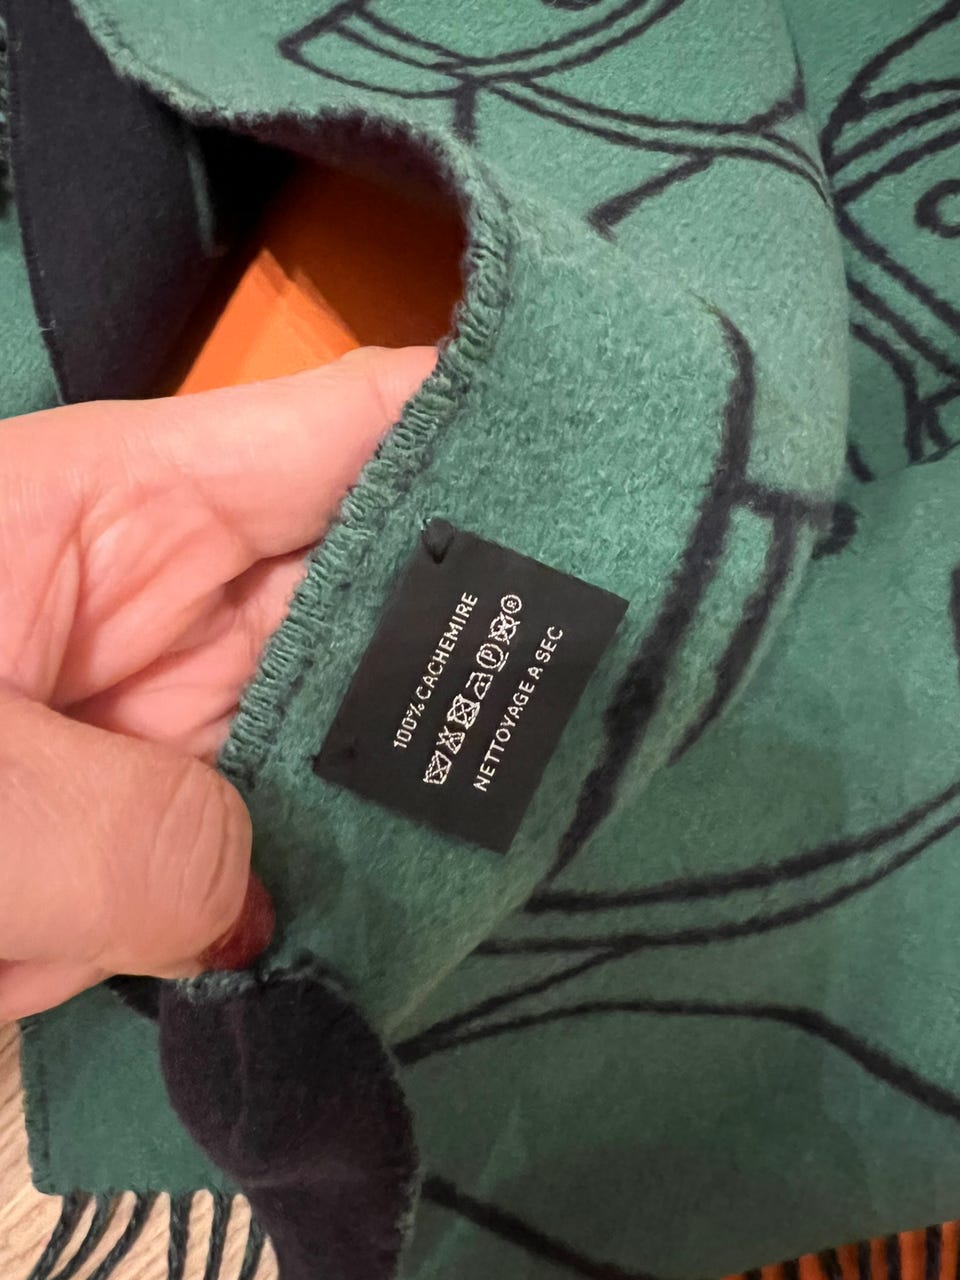 100% CACHEMIRE
P ®
NETTOYAGE A SEC